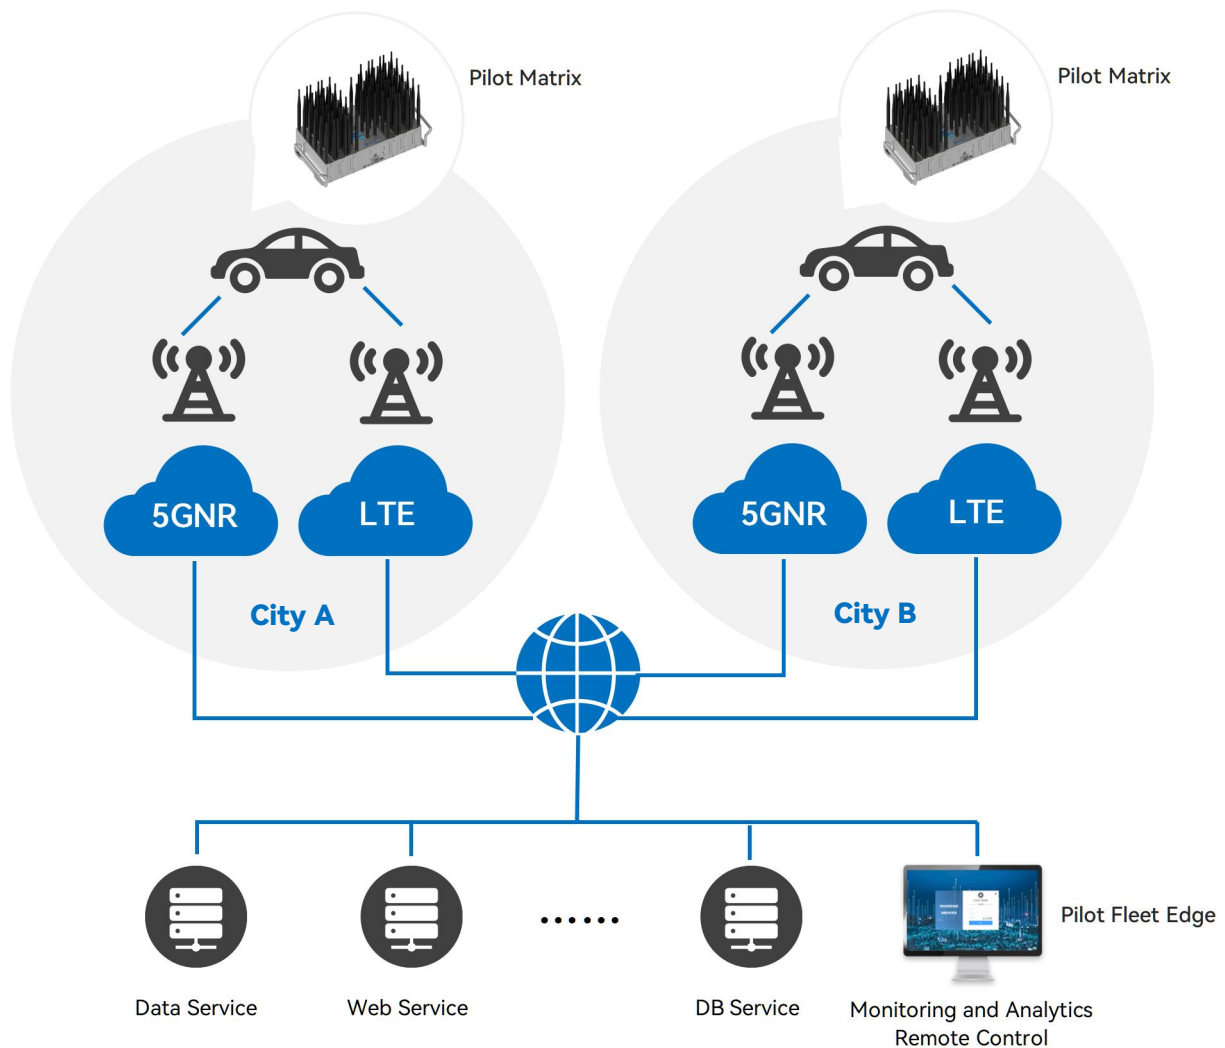 Pilot Matrix
Pilot Matrix
5GNR
LTE
5GNR
LTE
City A
City B
......
Pilot Fleet Edge
Data Service
Web Service
DB Service
Monitoring and Analytics
Remote Control